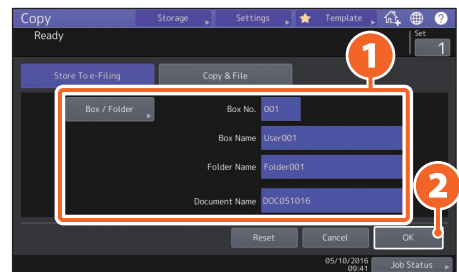 Copy Storage Settings Template ?
Ready Set
1
1
Store To e-Filing Copy & File
Box / Folder Box No. 001
Box Name User001
Folder Name Folder001
2
Document Name DOC051016
Reset Cancel OK
05/10/2016
09:41 Job Status